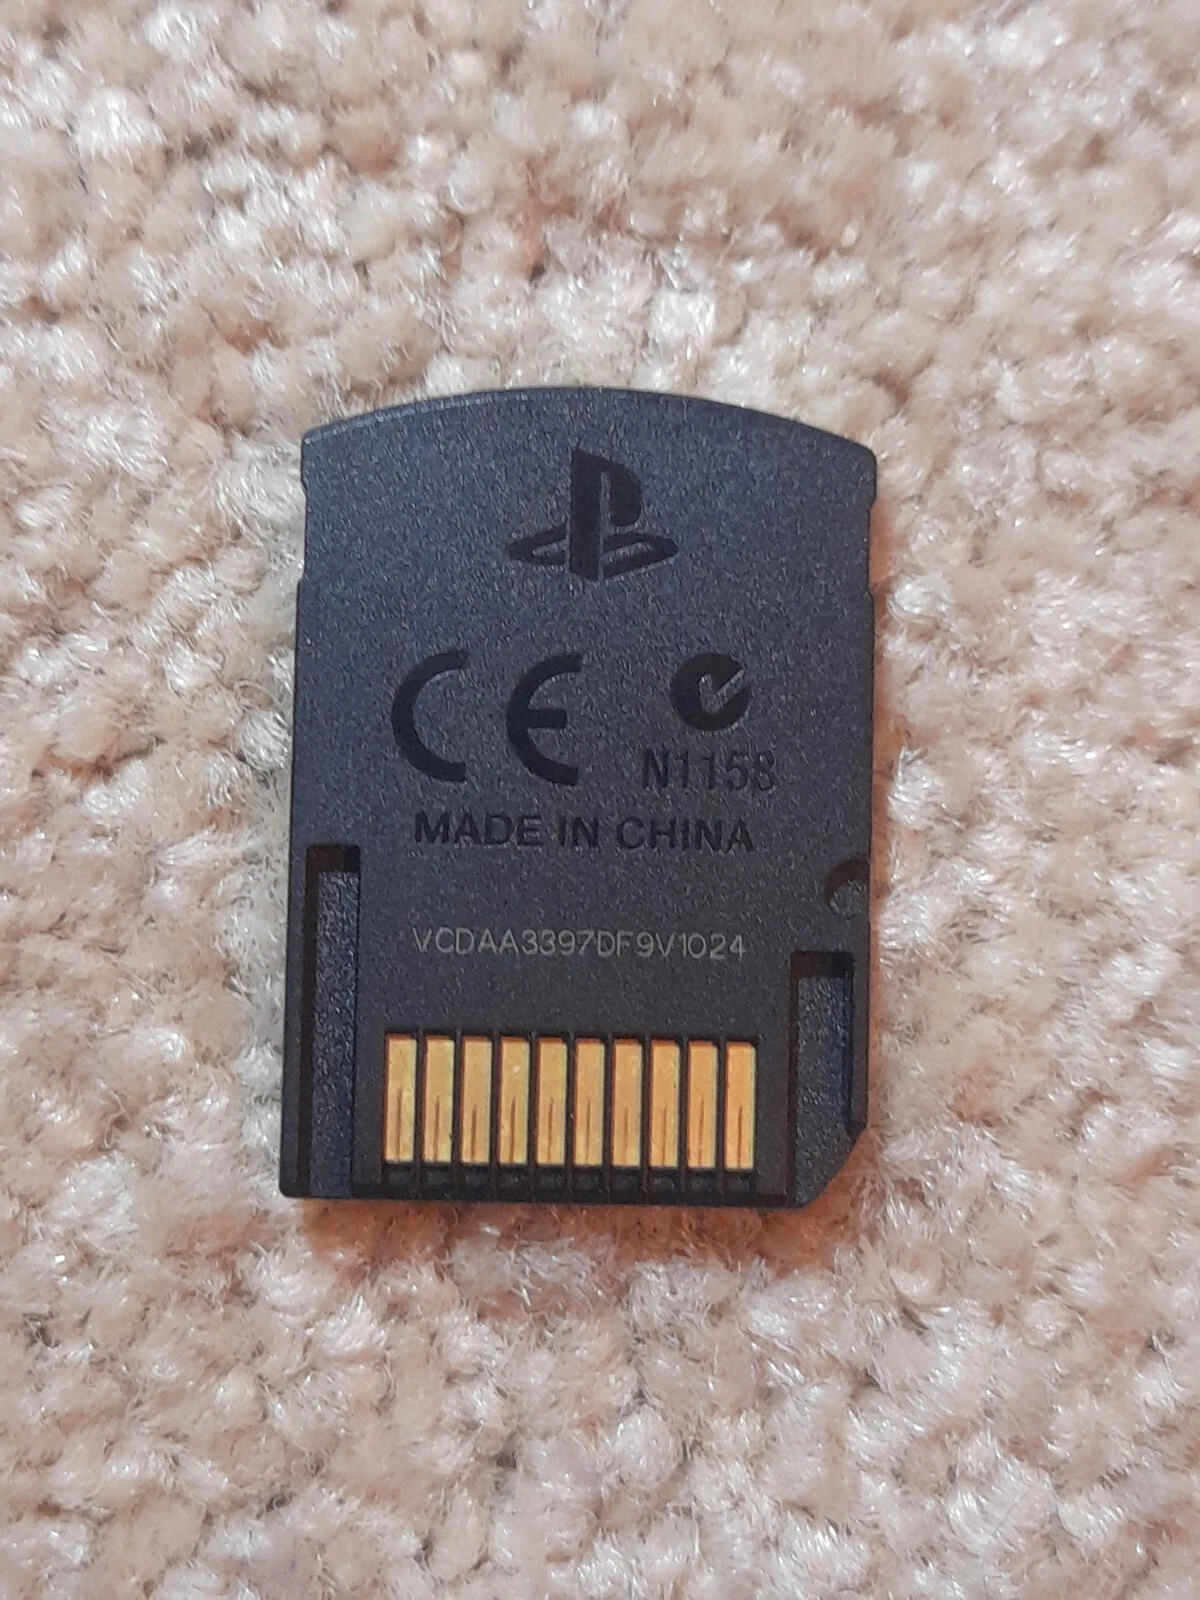 CE
N1158
MADE IN CHINA
VCDAA3397DF9V1024